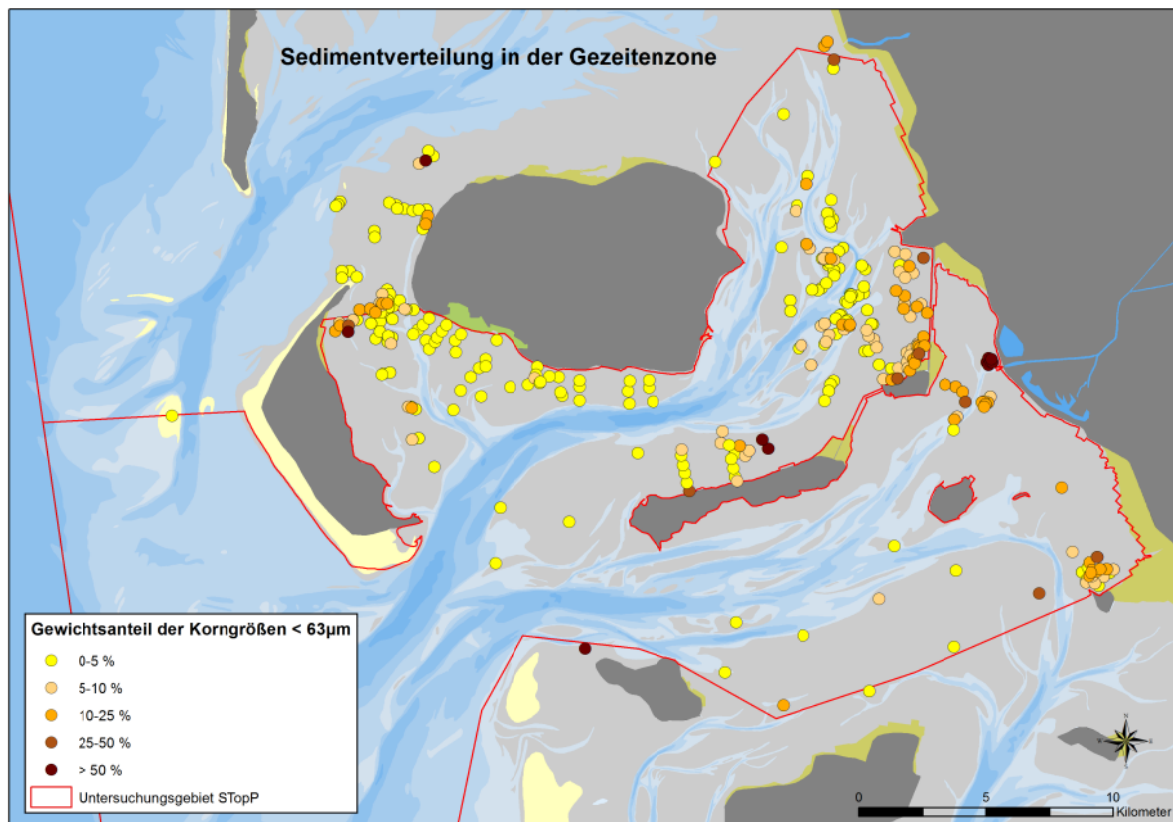 Sedimentverteilung in der Gezeitenzone
Gewichtsanteil der Korngrößen < 63µm
0-5 %
5-10 %
10-25 %
25-50 %
> 50 %
Untersuchungsgebiet STopP
0 5 10
Kilometer